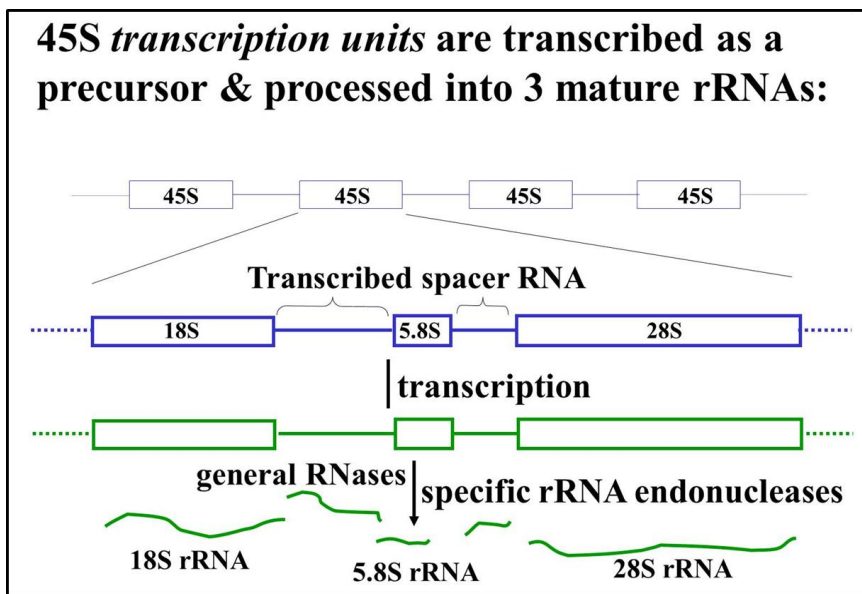 45S transcription units are transcribed as a
precursor & processed into 3 mature rRNAs:
45S 45S 45S 45S
Transcribed spacer RNA
18S 5.8S 28S
transcription
general RNases
specific rRNA endonucleases
18S rRNA 5.8S rRNA 28S rRNA